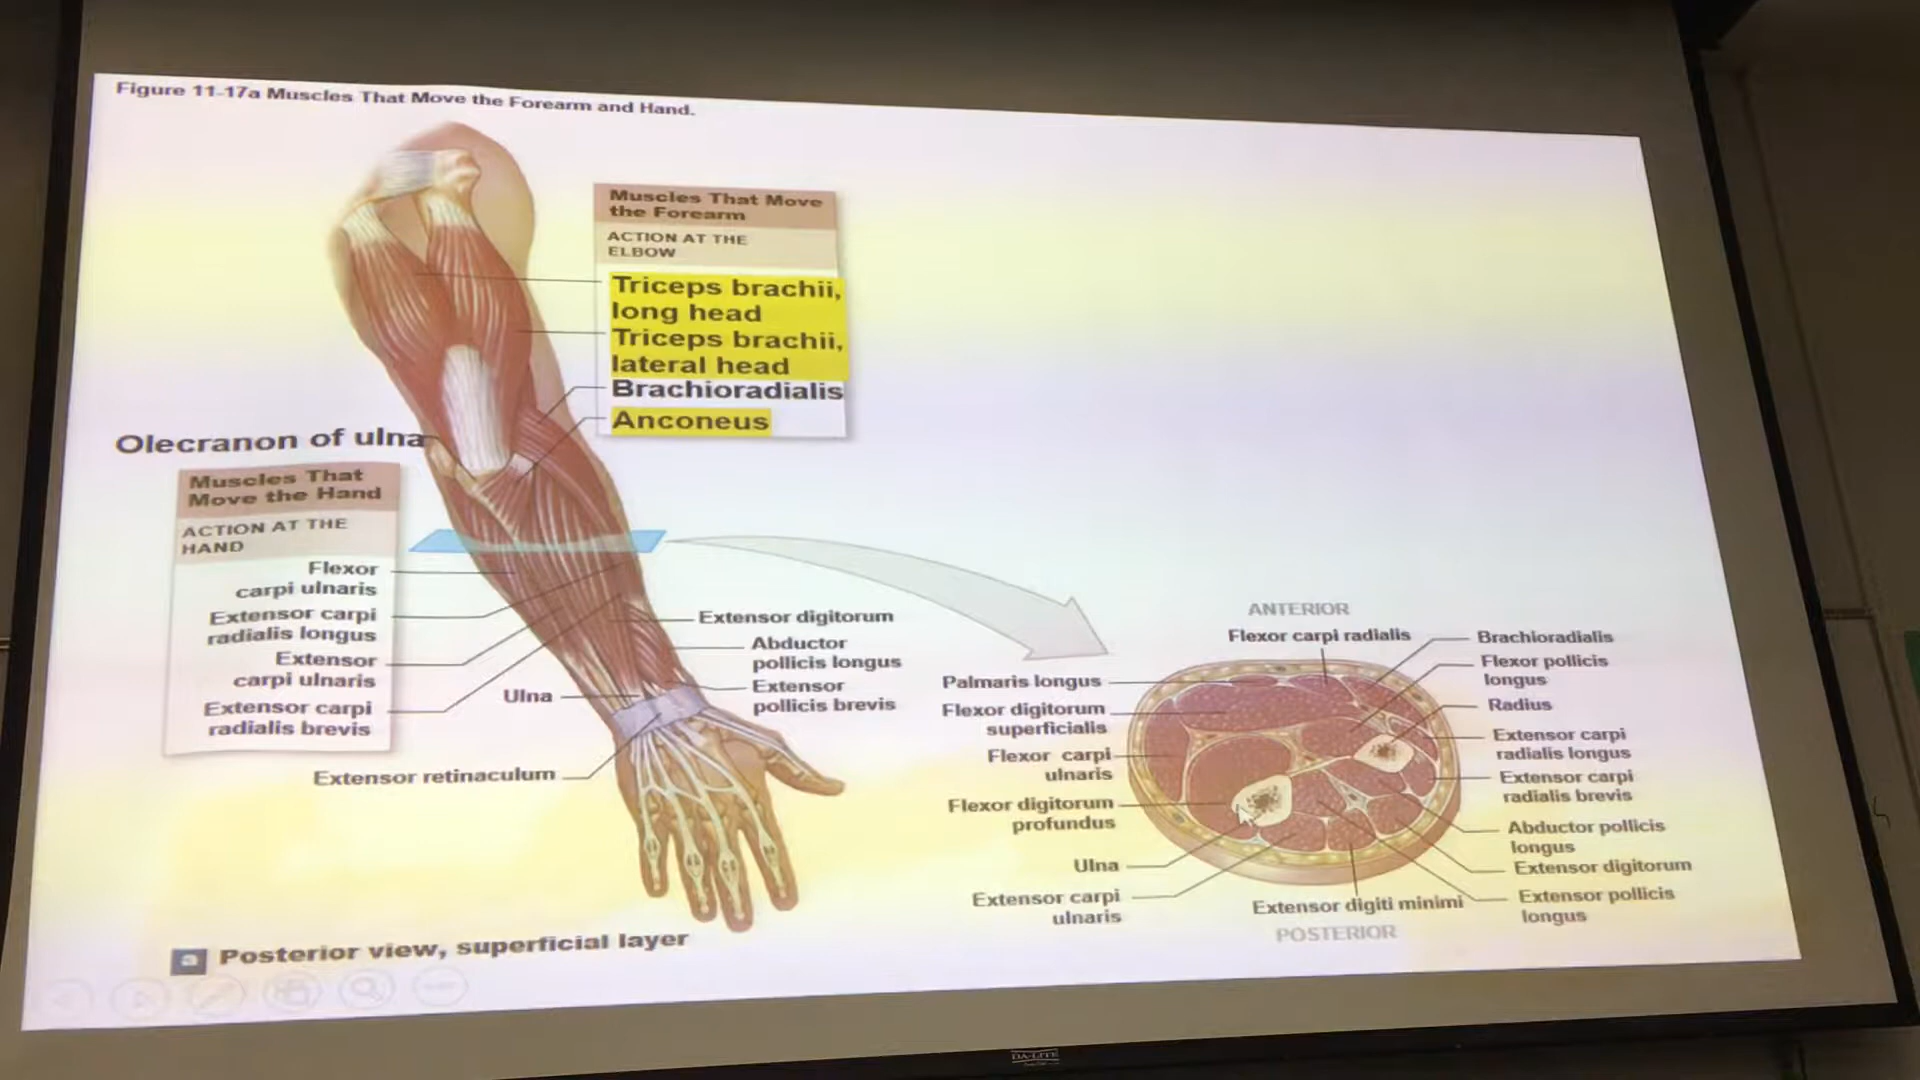 Figure 11-17a Muscles That Move the Forearm and Hand.
Muscles That Move
the Forearm
ACTION AT THE
ELBOW
Triceps brachii,
long head
Triceps brachii,
lateral head
Brachioradialis
Anconeus
Olecranon of ulna
Muscles That
Move the Hand
ACTION AT THE
HAND
Flexor
carpi ulnaris
Extensor carpi
radialis longus
Extensor
carpi ulnaris
Extensor carpi
radialis brevis
Extensor digitorum
Abductor
pollicis longus
Extensor
pollicis brevis
Ulna
Extensor retinaculum
ANTERIOR
Flexor carpi radialis
Palmaris longus
Flexor digitorum
superficialis
Flexor carpi
ulnaris
Flexor digitorum
profundus
Ulna
Extensor carpi
ulnaris
Brachioradialis
Flexor pollicis
longus
Radius
Extensor carpi
radialis longus
Extensor carpi
radialis brevis
Abductor pollicis
longus
Extensor digitorum
Extensor pollicis
longus
Extensor digiti minimi
POSTERIOR
a Posterior view, superficial layer
DA-LITE